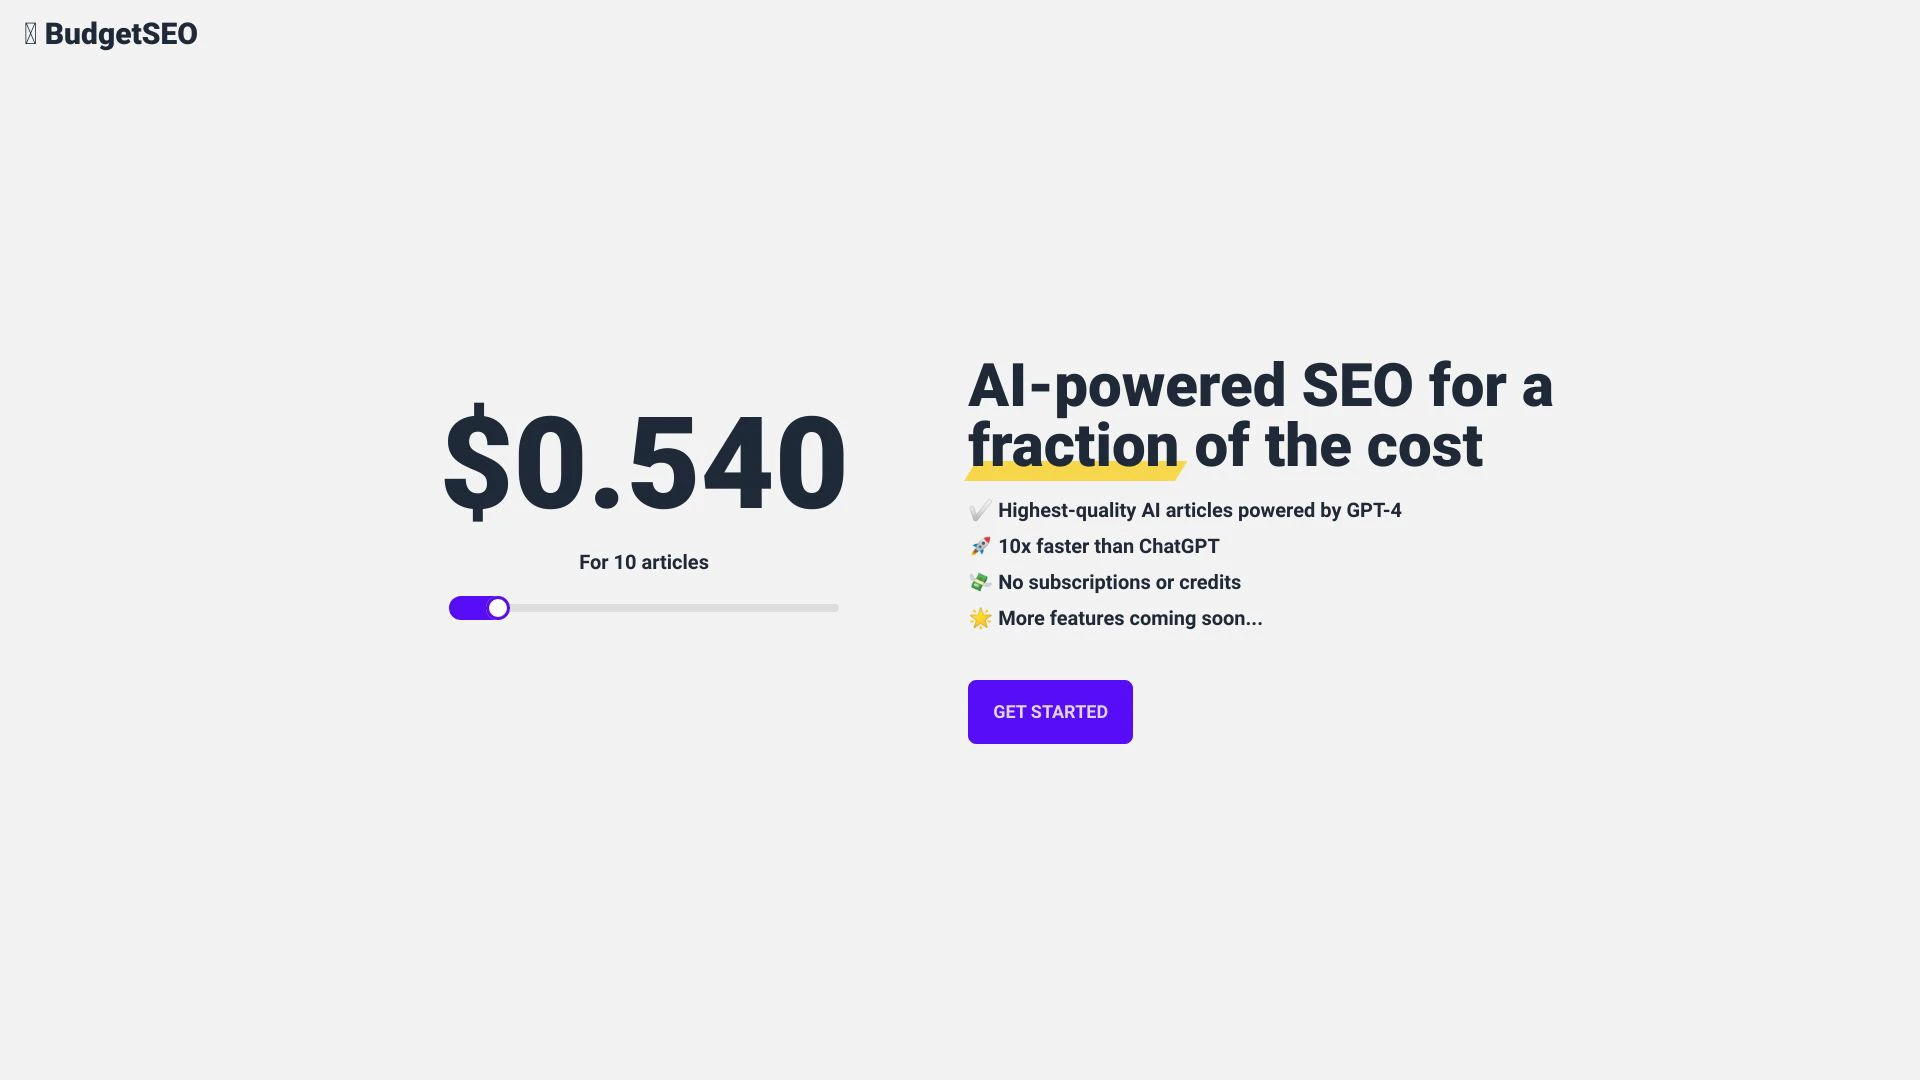 BudgetSEO
$0.540
For 10 articles
AI-powered SEO for a
fraction of the cost
✔️ Highest-quality AI articles powered by GPT-4
🚀 10x faster than ChatGPT
💸 No subscriptions or credits
🌟 More features coming soon...
GET STARTED